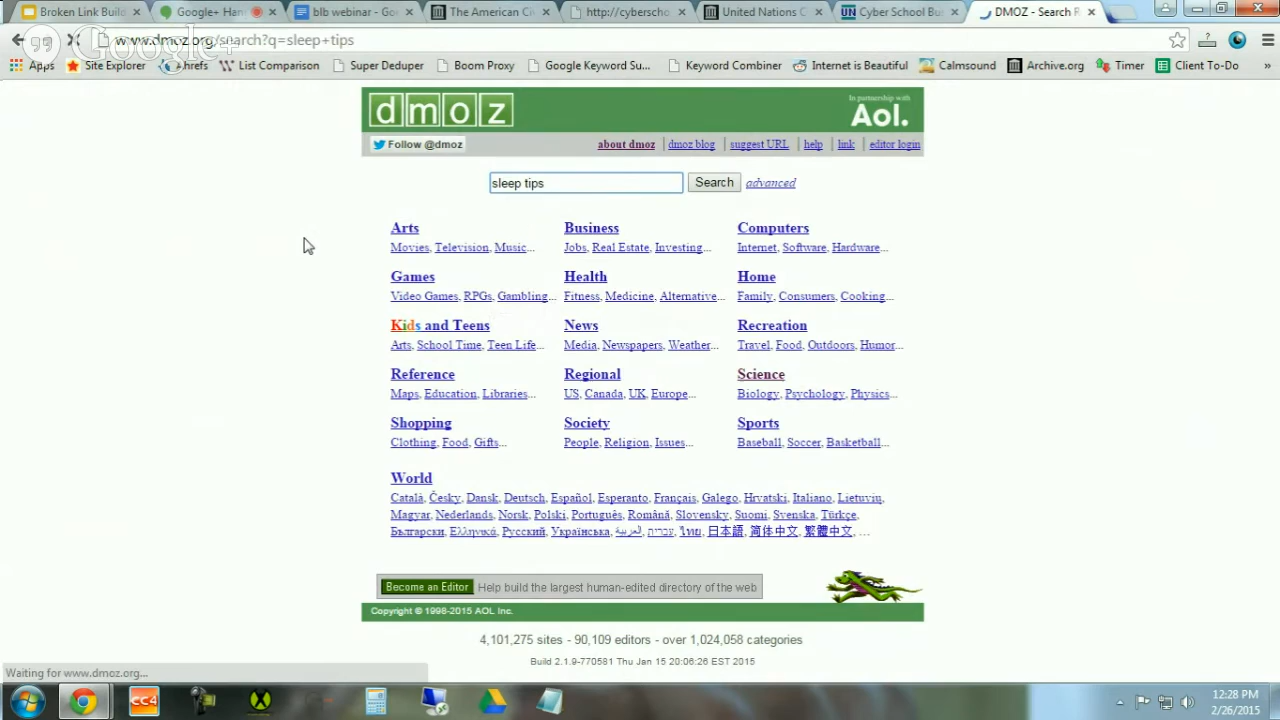 Broken Link Build
Google+ Han
blb webinar - Go
The American Ci
http://cyberscho
United Nations C
Cyber School Bu
DMOZ - Search R
www.dmoz.org/search?q=sleep+tips
Google+
Apps
Site Explorer
Ahrefs
List Comparison
Super Deduper
Boom Proxy
Google Keyword Su...
Keyword Combiner
Internet is Beautiful
Calmsound
Archive.org
Timer
Client To-Do
»
dmoz
In partnership with
Aol.
Follow @dmoz
about dmoz | dmoz blog | suggest URL | help | link | editor login
sleep tips
Search
advanced
Arts
Movies, Television, Music...
Business
Jobs, Real Estate, Investing...
Computers
Internet, Software, Hardware...
Games
Video Games, RPGs, Gambling...
Health
Fitness, Medicine, Alternative...
Home
Family, Consumers, Cooking...
Kids and Teens
Arts, School Time, Teen Life...
News
Media, Newspapers, Weather...
Recreation
Travel, Food, Outdoors, Humor...
Reference
Maps, Education, Libraries...
Regional
US, Canada, UK, Europe...
Science
Biology, Psychology, Physics...
Shopping
Clothing, Food, Gifts...
Society
People, Religion, Issues...
Sports
Baseball, Soccer, Basketball...
World
Català, Česky, Dansk, Deutsch, Español, Esperanto, Français, Galego, Hrvatski, Italiano, Lietuvių,
Magyar, Nederlands, Norsk, Polski, Português, Română, Slovensky, Suomi, Svenska, Türkçe,
Български, Ελληνικά, Русский, Українська, العربية, עברית, ไทย, 日本語, 简体中文, 繁體中文, ...
Become an Editor
Help build the largest human-edited directory of the web
Copyright © 1998-2015 AOL Inc.
4,101,275 sites - 90,109 editors - over 1,024,058 categories
Build 2.1.9-770581 Thu Jan 15 20:06:26 EST 2015
Waiting for www.dmoz.org...
CC4
12:28 PM
2/26/2015